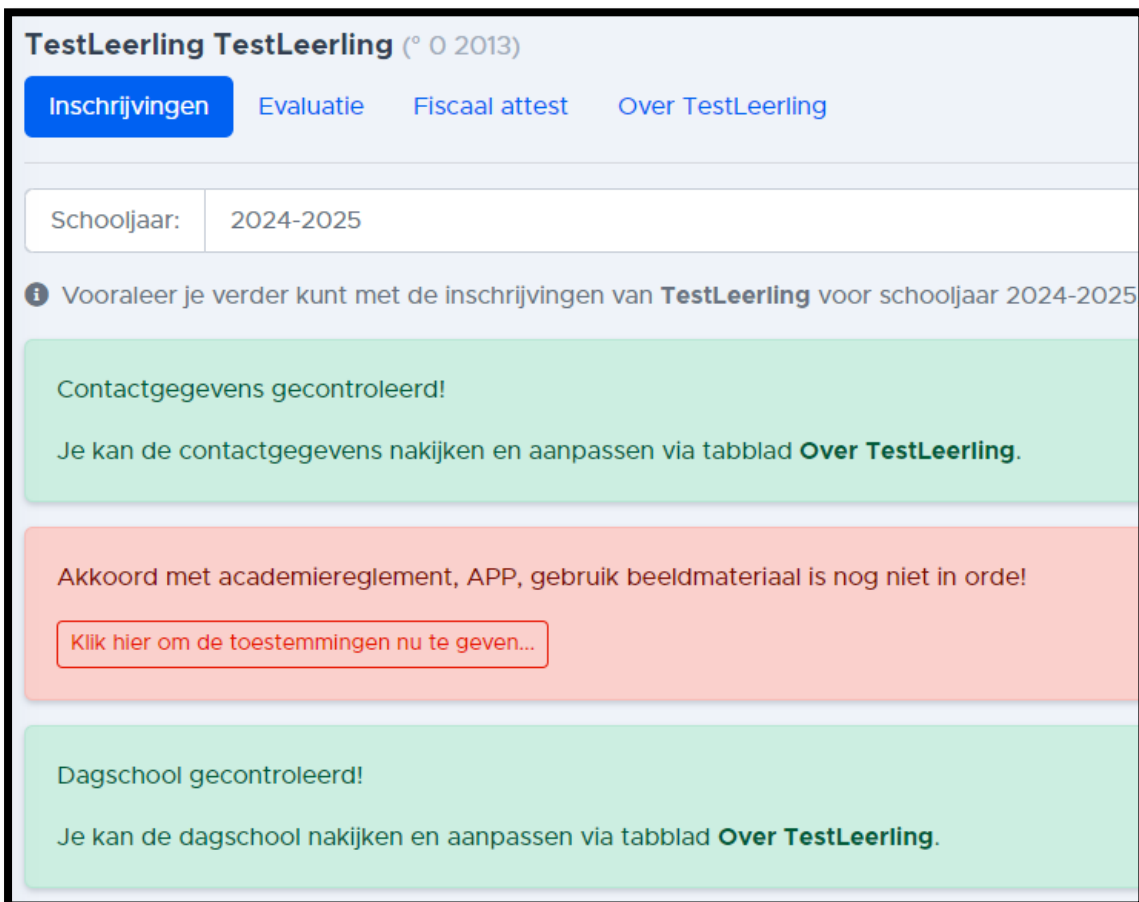 TestLeerling TestLeerling (° 0 2013)
Inschrijvingen Evaluatie Fiscaal attest Over TestLeerling
Schooljaar: 2024-2025
Vooraleer je verder kunt met de inschrijvingen van TestLeerling voor schooljaar 2024-2025
Contactgegevens gecontroleerd!
Je kan de contactgegevens nakijken en aanpassen via tabblad Over TestLeerling.
Akkoord met academiereglement, APP, gebruik beeldmateriaal is nog niet in orde!
Klik hier om de toestemmingen nu te geven...
Dagschool gecontroleerd!
Je kan de dagschool nakijken en aanpassen via tabblad Over TestLeerling.